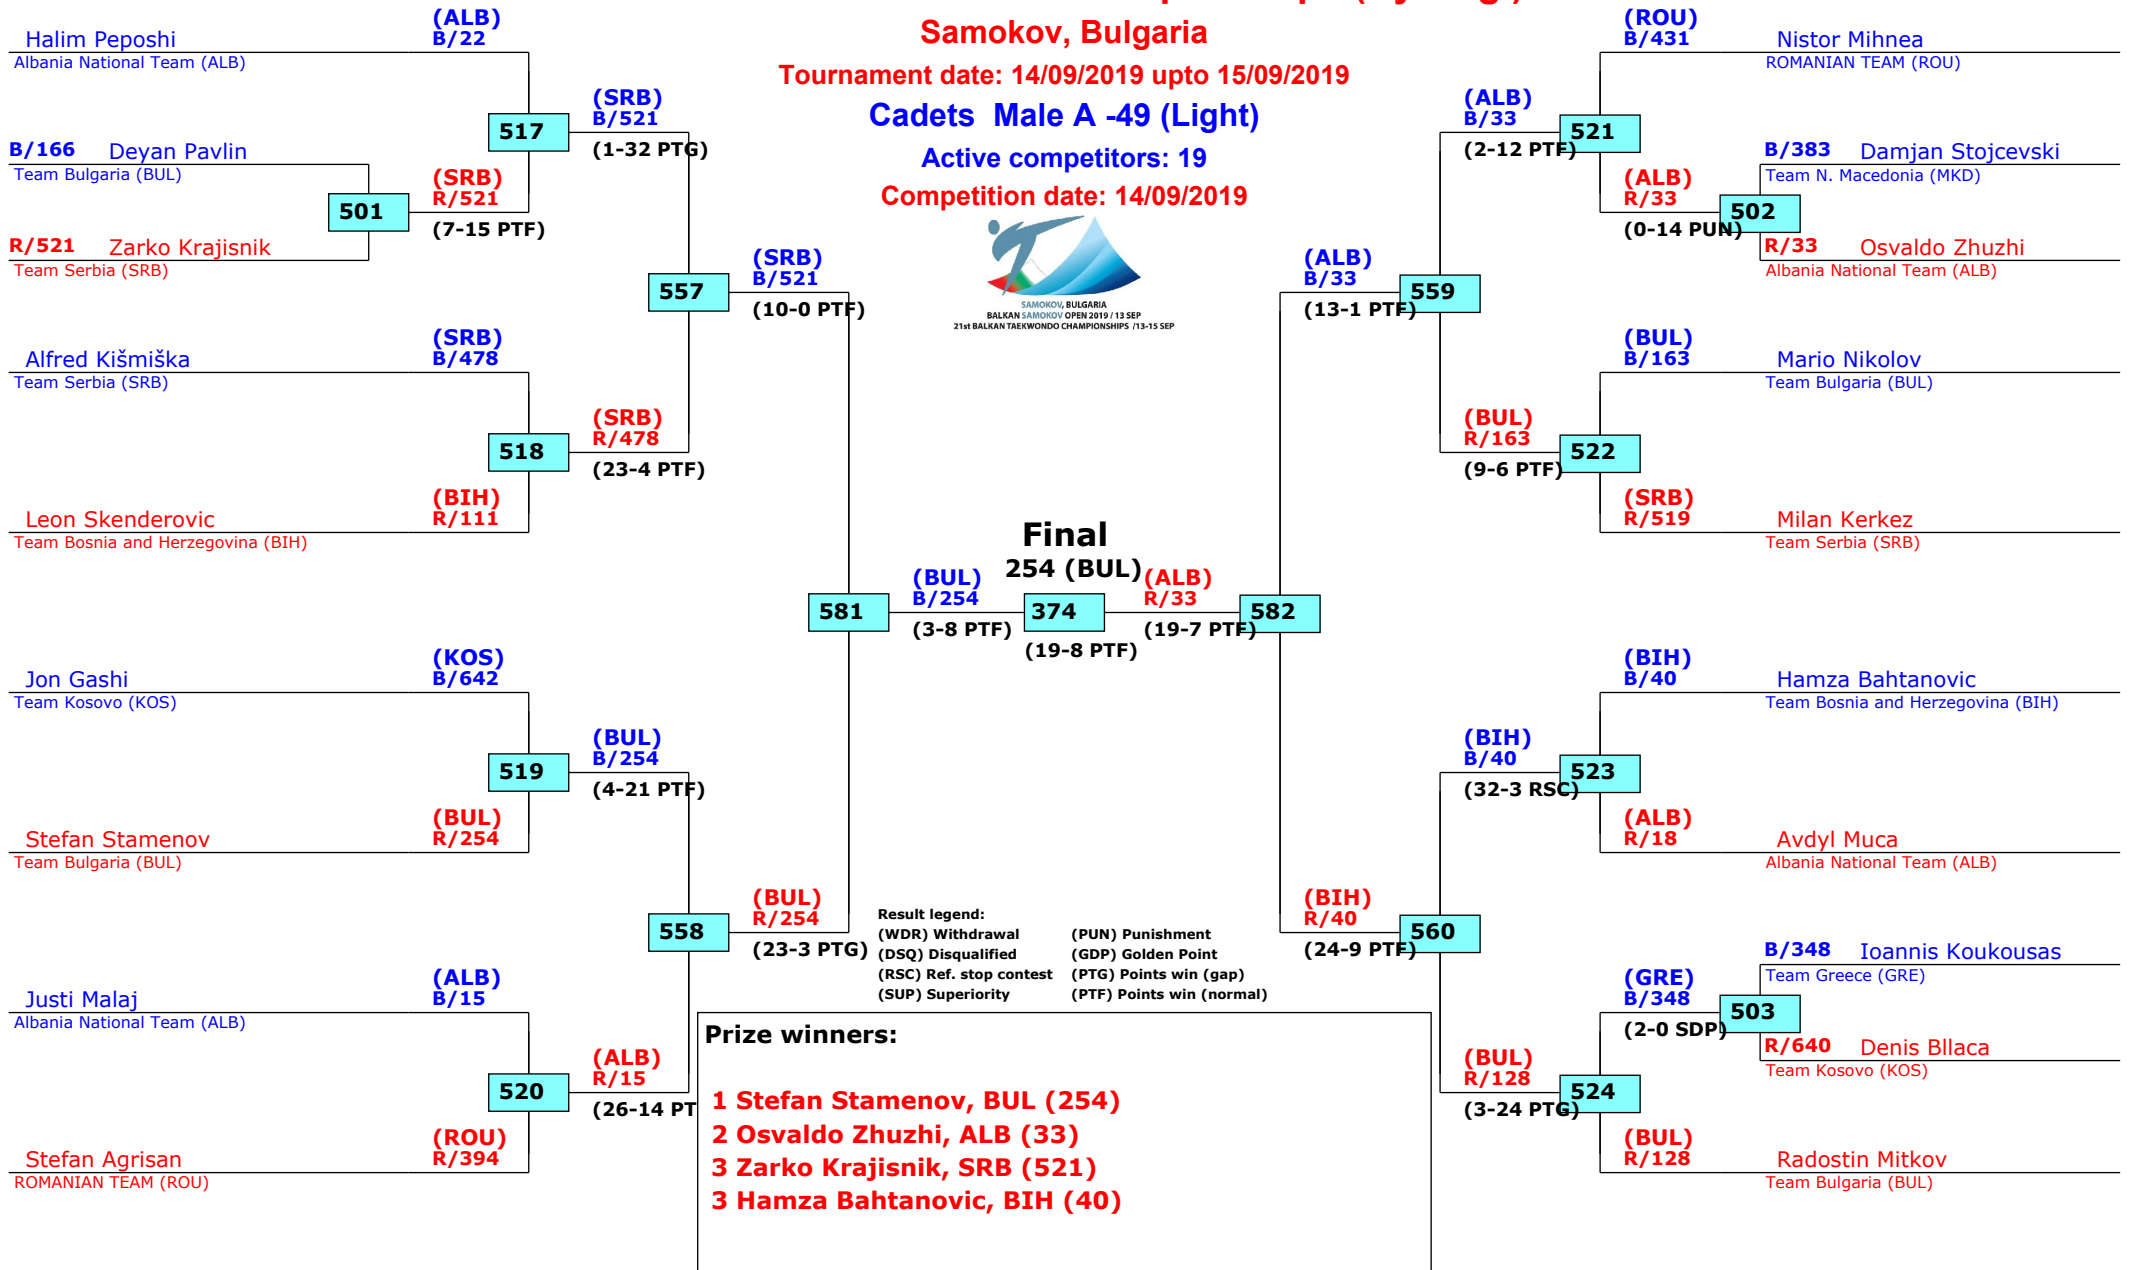 Samokov, Bulgaria
Tournament date: 14/09/2019 upto 15/09/2019
Cadets Male A -49 (Light)
Active competitors: 19
Competition date: 14/09/2019
SAMOKOV, BULGARIA
BALKAN SAMOKOV OPEN 2019 / 13 SEP
21st BALKAN TAEKWONDO CHAMPIONSHIPS /13-15 SEP
Halim Peposhi
Albania National Team (ALB)
(ALB)
B/22
B/166 Deyan Pavlin
Team Bulgaria (BUL)
R/521 Zarko Krajisnik
Team Serbia (SRB)
501
(SRB)
R/521
(7-15 PTF)
517
(SRB)
B/521
(1-32 PTG)
Alfred Kišmiška
Team Serbia (SRB)
(SRB)
B/478
Leon Skenderovic
Team Bosnia and Herzegovina (BIH)
(BIH)
R/111
518
(SRB)
R/478
(23-4 PTF)
557
(SRB)
B/521
(10-0 PTF)
Jon Gashi
Team Kosovo (KOS)
(KOS)
B/642
Stefan Stamenov
Team Bulgaria (BUL)
(BUL)
R/254
519
(BUL)
B/254
(4-21 PTF)
Justi Malaj
Albania National Team (ALB)
(ALB)
B/15
Stefan Agrisan
ROMANIAN TEAM (ROU)
(ROU)
R/394
520
(ALB)
R/15
(26-14 PT
558
(BUL)
R/254
(23-3 PTG)
581
(BUL)
B/254
(3-8 PTF)
Final
254 (BUL)
374
(19-8 PTF)
(ALB)
R/33
(19-7 PTF)
582
(ALB)
B/33
(13-1 PTF)
559
(ALB)
B/33
(2-12 PTF)
521
(ROU)
B/431
Nistor Mihnea
ROMANIAN TEAM (ROU)
(ALB)
R/33
(0-14 PUN)
502
B/383 Damjan Stojcevski
Team N. Macedonia (MKD)
R/33 Osvaldo Zhuzhi
Albania National Team (ALB)
(BUL)
R/163
(9-6 PTF)
522
(BUL)
B/163
Mario Nikolov
Team Bulgaria (BUL)
(SRB)
R/519
Milan Kerkez
Team Serbia (SRB)
(BIH)
R/40
(24-9 PTF)
560
(BIH)
B/40
(32-3 RSC)
523
(BIH)
B/40
Hamza Bahtanovic
Team Bosnia and Herzegovina (BIH)
(ALB)
R/18
Avdyl Muca
Albania National Team (ALB)
(BUL)
R/128
(3-24 PTG)
524
(GRE)
B/348
(2-0 SDP)
503
B/348 Ioannis Koukousas
Team Greece (GRE)
R/640 Denis Bllaca
Team Kosovo (KOS)
(BUL)
R/128
Radostin Mitkov
Team Bulgaria (BUL)
Result legend:
(WDR) Withdrawal (PUN) Punishment
(DSQ) Disqualified (GDP) Golden Point
(RSC) Ref. stop contest (PTG) Points win (gap)
(SUP) Superiority (PTF) Points win (normal)
Prize winners:
1 Stefan Stamenov, BUL (254)
2 Osvaldo Zhuzhi, ALB (33)
3 Zarko Krajisnik, SRB (521)
3 Hamza Bahtanovic, BIH (40)